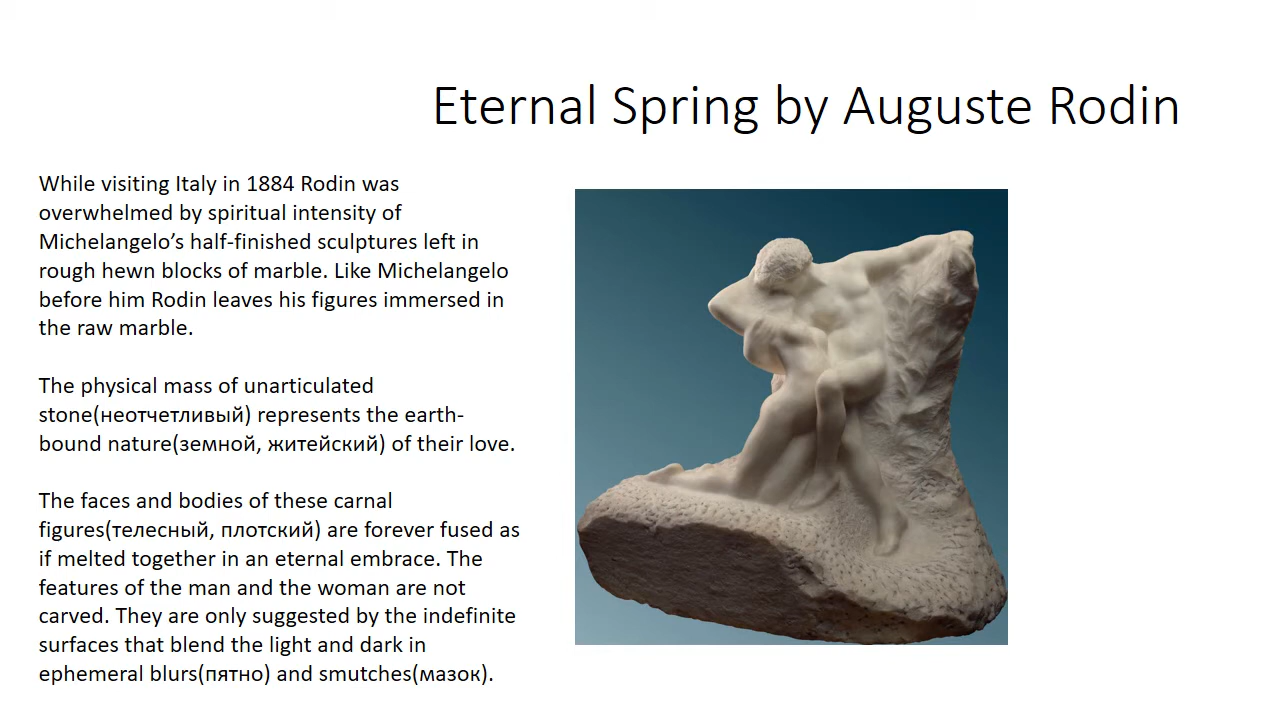 Eternal Spring by Auguste Rodin
While visiting Italy in 1884 Rodin was
overwhelmed by spiritual intensity of
Michelangelo’s half-finished sculptures left in
rough hewn blocks of marble. Like Michelangelo
before him Rodin leaves his figures immersed in
the raw marble.
The physical mass of unarticulated
stone(неотчетливый) represents the earth-
bound nature(земной, житейский) of their love.
The faces and bodies of these carnal
figures(телесный, плотский) are forever fused as
if melted together in an eternal embrace. The
features of the man and the woman are not
carved. They are only suggested by the indefinite
surfaces that blend the light and dark in
ephemeral blurs(пятно) and smutches(мазок).